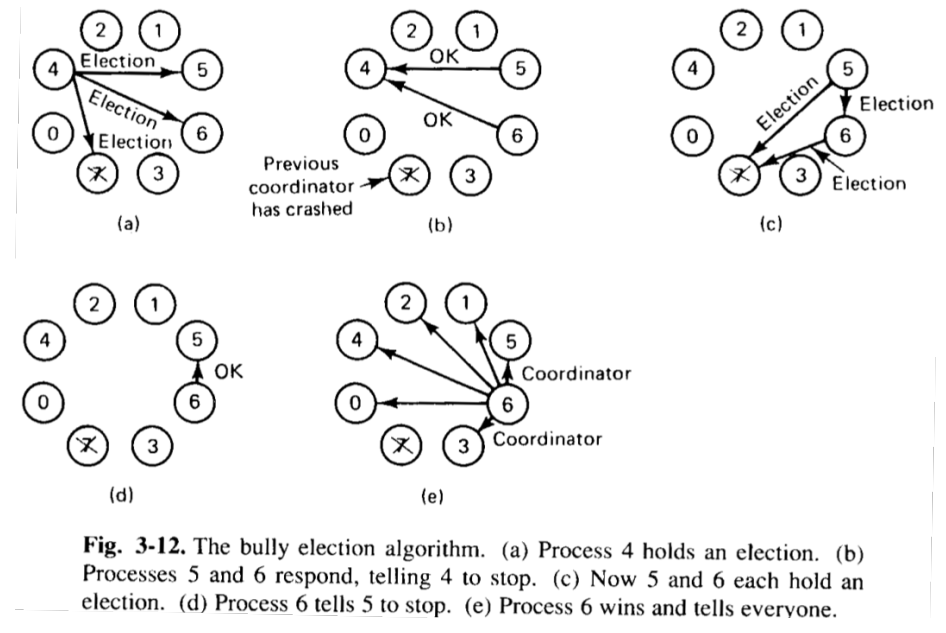 2 1
4 Election 5
Election
0 Election 6
7 3
(a)
2 1
4 OK 5
OK
0 6
Previous
coordinator
has crashed
7 3
(b)
2 1
4 5
Election
Election
0 6
7 3 Election
(c)
2 1
4 5
OK
0 6
7 3
(d)
2 1
4 5
Coordinator
0 6
7 3 Coordinator
(e)
Fig. 3-12. The bully election algorithm. (a) Process 4 holds an election. (b)
Processes 5 and 6 respond, telling 4 to stop. (c) Now 5 and 6 each hold an
election. (d) Process 6 tells 5 to stop. (e) Process 6 wins and tells everyone.